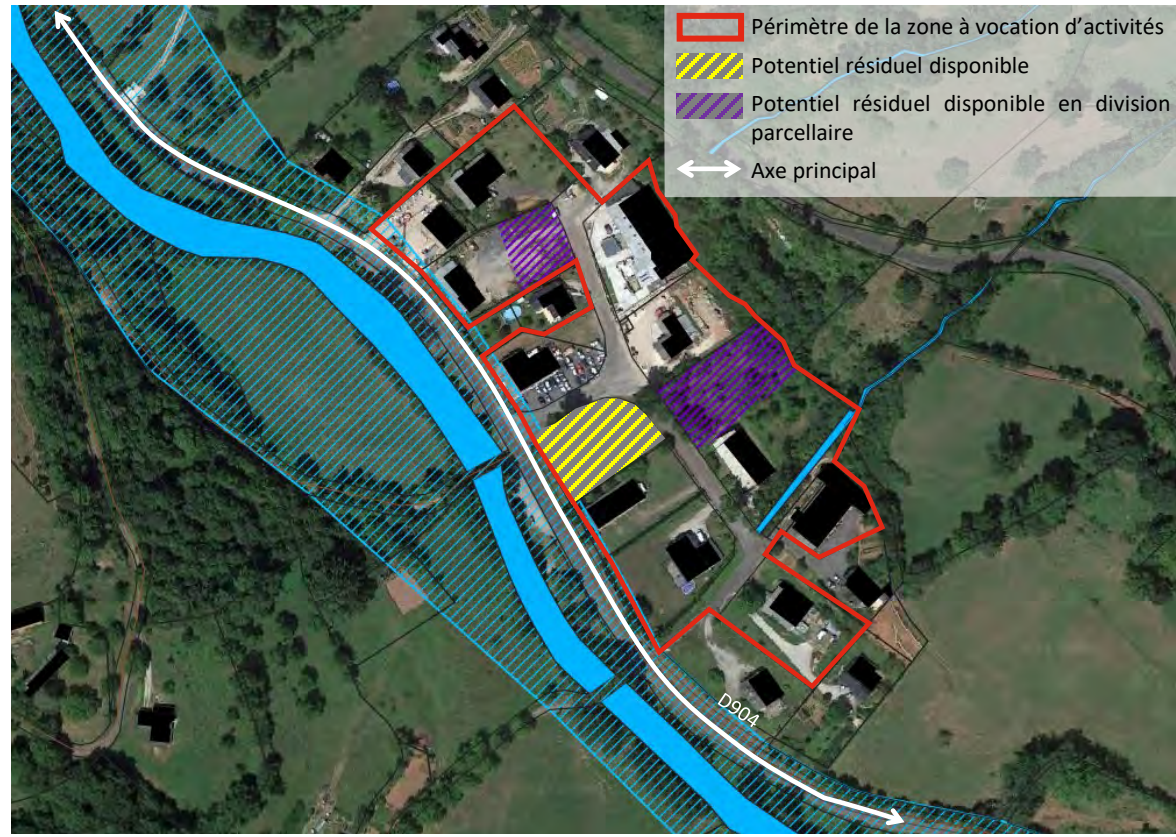 Périmètre de la zone à vocation d’activités
Potentiel résiduel disponible
Potentiel résiduel disponible en division
parcellaire
Axe principal
D904